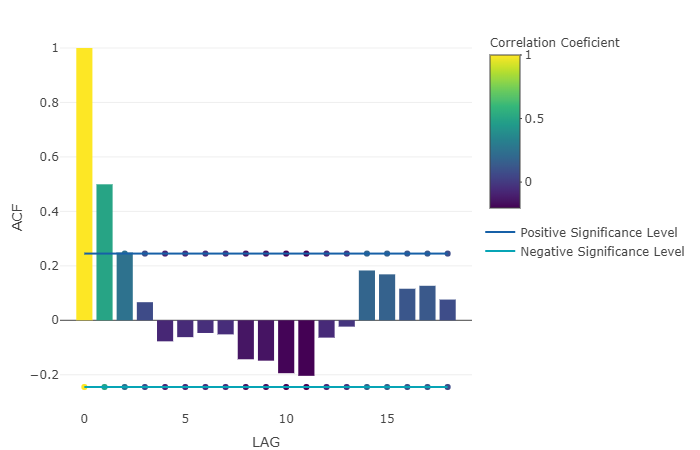 Correlation Coeficient
1
0.5
0
1
0.8
0.6
0.4
0.2
0
−0.2
ACF
0
5
10
15
LAG
Positive Significance Level
Negative Significance Level